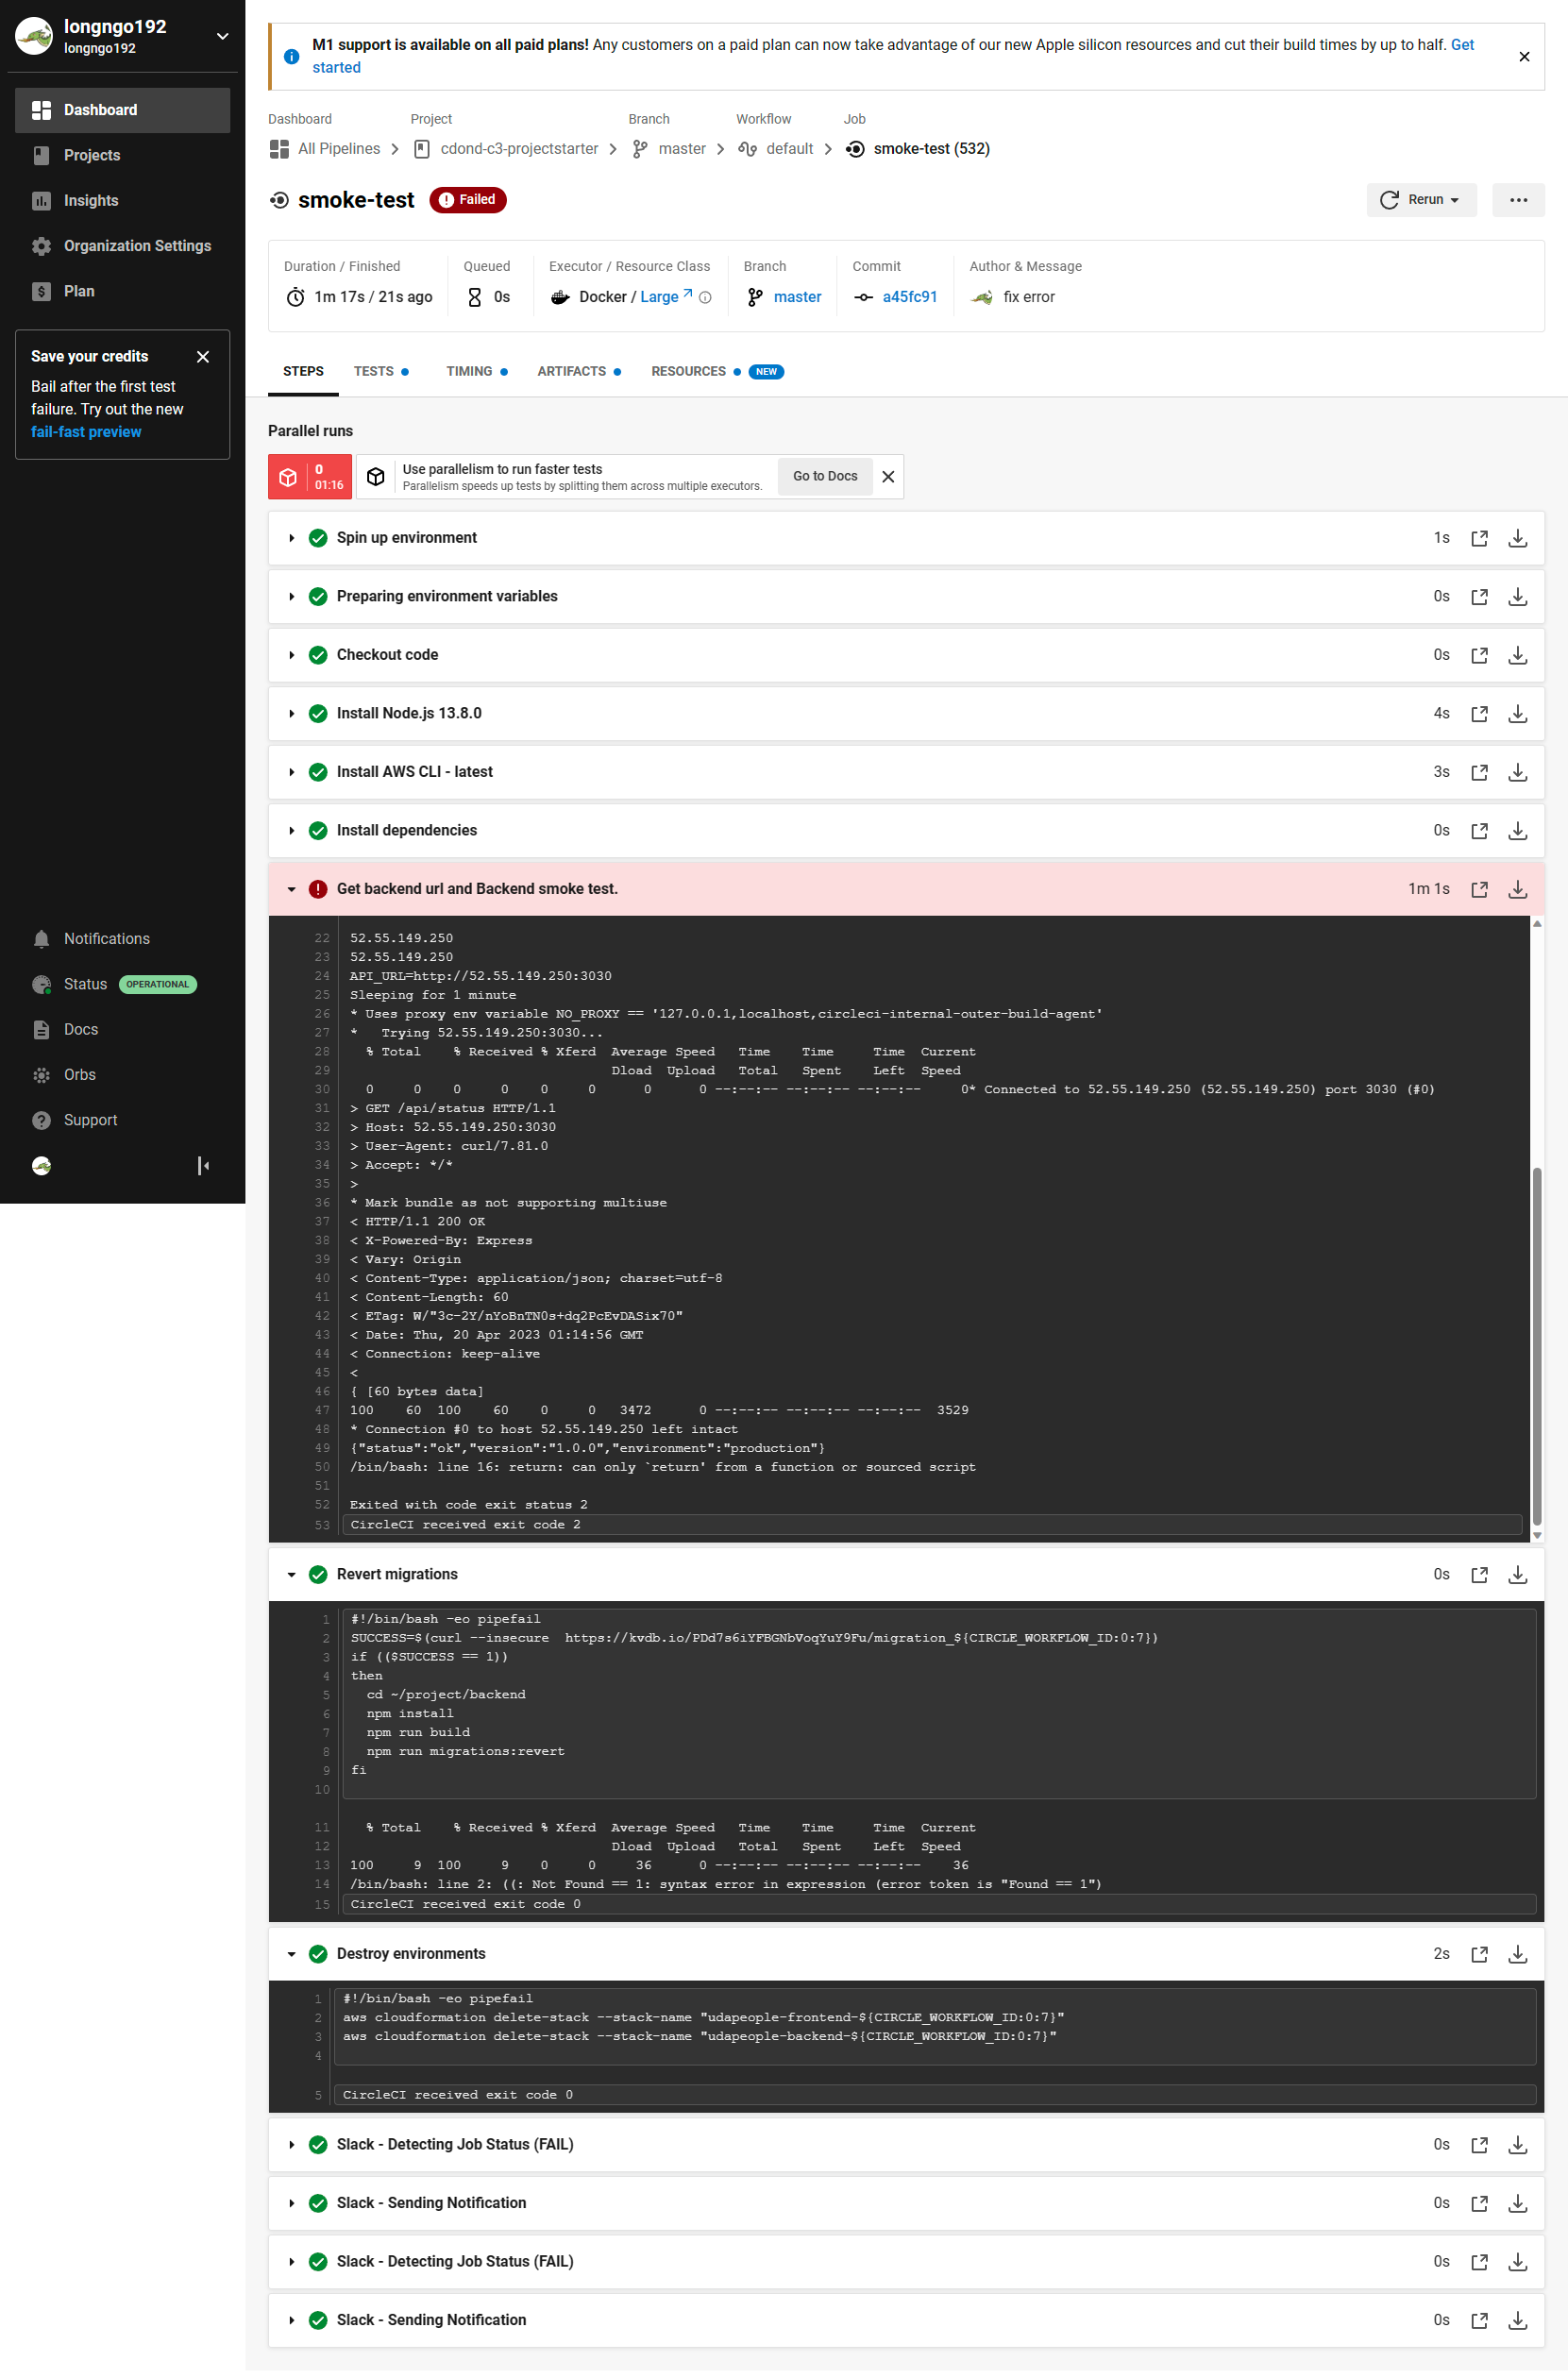 longngo192
longngo192
Dashboard
Projects
Insights
Organization Settings
Plan
Save your credits
Bail after the first test
failure. Try out the new
fail-fast preview
Notifications
Status OPERATIONAL
Docs
Orbs
Support
M1 support is available on all paid plans! Any customers on a paid plan can now take advantage of our new Apple silicon resources and cut their build times by up to half. Get
started
Dashboard Project Branch Workflow Job
All Pipelines cdond-c3-projectstarter master default smoke-test (532)
smoke-test Failed Rerun
Duration / Finished Queued Executor / Resource Class Branch Commit Author & Message
1m 17s / 21s ago 0s Docker / Large master a45fc91 fix error
STEPS TESTS TIMING ARTIFACTS RESOURCES NEW
Parallel runs
0
01:16
Use parallelism to run faster tests
Parallelism speeds up tests by splitting them across multiple executors.
Go to Docs
Spin up environment 1s
Preparing environment variables 0s
Checkout code 0s
Install Node.js 13.8.0 4s
Install AWS CLI - latest 3s
Install dependencies 0s
Get backend url and Backend smoke test. 1m 1s
22 52.55.149.250
23 52.55.149.250
24 API_URL=http://52.55.149.250:3030
25 Sleeping for 1 minute
26 * Uses proxy env variable NO_PROXY == '127.0.0.1,localhost,circleci-internal-outer-build-agent'
27 *   Trying 52.55.149.250:3030...
28   % Total    % Received % Xferd  Average Speed   Time    Time     Time  Current
29                                  Dload  Upload   Total   Spent    Left  Speed
30   0     0    0     0    0     0      0      0 --:--:-- --:--:-- --:--:--     0* Connected to 52.55.149.250 (52.55.149.250) port 3030 (#0)
31 > GET /api/status HTTP/1.1
32 > Host: 52.55.149.250:3030
33 > User-Agent: curl/7.81.0
34 > Accept: */*
35 >
36 * Mark bundle as not supporting multiuse
37 < HTTP/1.1 200 OK
38 < X-Powered-By: Express
39 < Vary: Origin
40 < Content-Type: application/json; charset=utf-8
41 < Content-Length: 60
42 < ETag: W/"3c-2Y/nYoBnTN0s+dq2PcEvDASix70"
43 < Date: Thu, 20 Apr 2023 01:14:56 GMT
44 < Connection: keep-alive
45 <
46 { [60 bytes data]
47 100    60  100    60    0     0   3472      0 --:--:-- --:--:-- --:--:--  3529
48 * Connection #0 to host 52.55.149.250 left intact
49 {"status":"ok","version":"1.0.0","environment":"production"}
50 /bin/bash: line 16: return: can only `return' from a function or sourced script
51
52 Exited with code exit status 2
53 CircleCI received exit code 2
Revert migrations 0s
1 #!/bin/bash -eo pipefail
2 SUCCESS=$(curl --insecure  https://kvdb.io/PDd7s6iYFBGNbVoqYuY9Fu/migration_${CIRCLE_WORKFLOW_ID:0:7})
3 if (($SUCCESS == 1))
4 then
5   cd ~/project/backend
6   npm install
7   npm run build
8   npm run migrations:revert
9 fi
10
11   % Total    % Received % Xferd  Average Speed   Time    Time     Time  Current
12                                  Dload  Upload   Total   Spent    Left  Speed
13 100     9  100     9    0     0     36      0 --:--:-- --:--:-- --:--:--    36
14 /bin/bash: line 2: ((: Not Found == 1: syntax error in expression (error token is "Found == 1")
15 CircleCI received exit code 0
Destroy environments 2s
1 #!/bin/bash -eo pipefail
2 aws cloudformation delete-stack --stack-name "udapeople-frontend-${CIRCLE_WORKFLOW_ID:0:7}"
3 aws cloudformation delete-stack --stack-name "udapeople-backend-${CIRCLE_WORKFLOW_ID:0:7}"
4
5 CircleCI received exit code 0
Slack - Detecting Job Status (FAIL) 0s
Slack - Sending Notification 0s
Slack - Detecting Job Status (FAIL) 0s
Slack - Sending Notification 0s